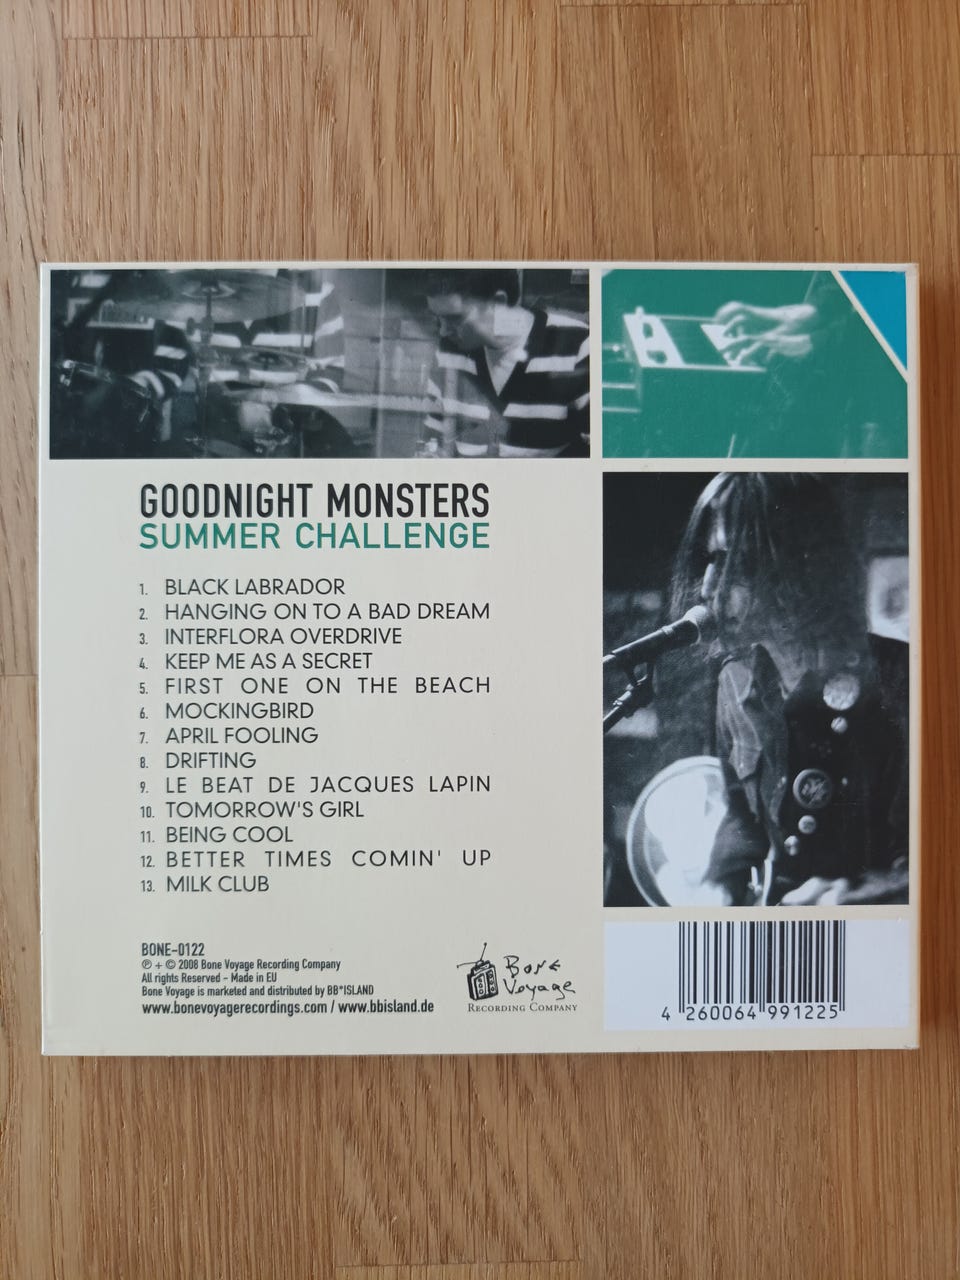 GOODNIGHT MONSTERS
SUMMER CHALLENGE
1. BLACK LABRADOR
2. HANGING ON TO A BAD DREAM
3. INTERFLORA OVERDRIVE
4. KEEP ME AS A SECRET
5. FIRST ONE ON THE BEACH
6. MOCKINGBIRD
7. APRIL FOOLING
8. DRIFTING
9. LE BEAT DE JACQUES LAPIN
10. TOMORROW'S GIRL
11. BEING COOL
12. BETTER TIMES COMIN' UP
13. MILK CLUB
BONE-0122
℗ + © 2008 Bone Voyage Recording Company
All rights Reserved - Made in EU
Bone Voyage is marketed and distributed by BB*ISLAND
www.bonevoyagerecordings.com / www.bbisland.de
Bone
Voyage
RECORDING COMPANY
4 260064 991225